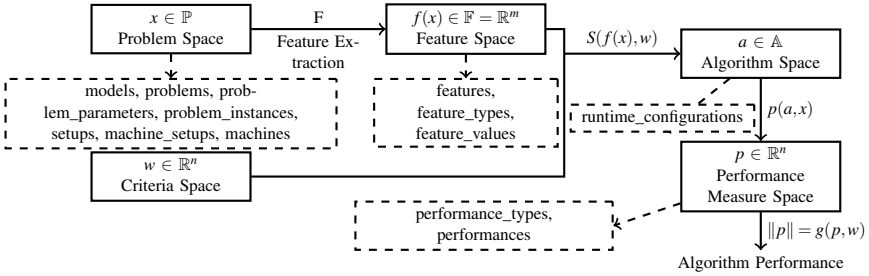 x ∈ ℙ
Problem Space
F
Feature Ex-
traction
f(x) ∈ 𝔽 = ℝ^m
Feature Space
S(f(x), w)
a ∈ 𝔸
Algorithm Space
models, problems, prob-
lem_parameters, problem_instances,
setups, machine_setups, machines
features,
feature_types,
feature_values
runtime_configurations
p(a, x)
w ∈ ℝ^n
Criteria Space
p ∈ ℝ^n
Performance
Measure Space
performance_types,
performances
‖p‖ = g(p, w)
Algorithm Performance